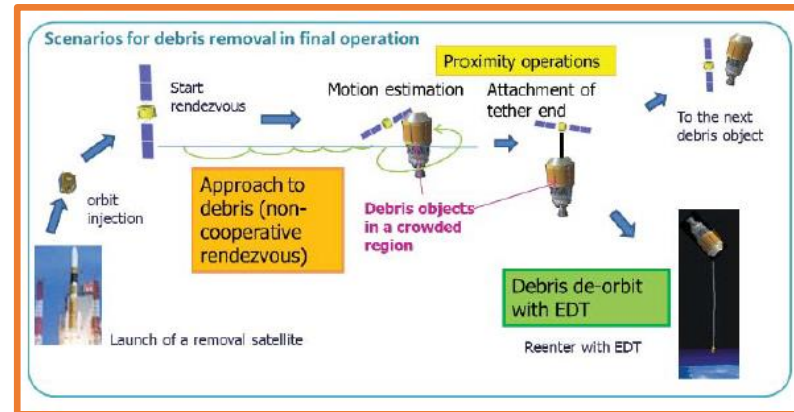 Scenarios for debris removal in final operation
Proximity operations
Start
rendezvous
Motion estimation
Attachment of
tether end
To the next
debris object
orbit
injection
Approach to
debris (non-
cooperative
rendezvous)
Debris objects
in a crowded
region
Debris de-orbit
with EDT
Launch of a removal satellite
Reenter with EDT